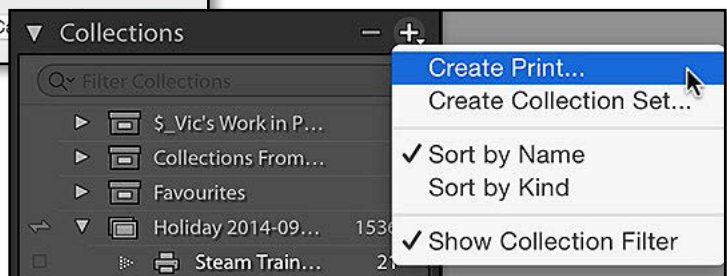 Collections
Filter Collections
Create Print...
Create Collection Set...
$_Vic's Work in P...
Collections From...
Sort by Name
Favourites
Sort by Kind
Holiday 2014-09...
Show Collection Filter
Steam Train...